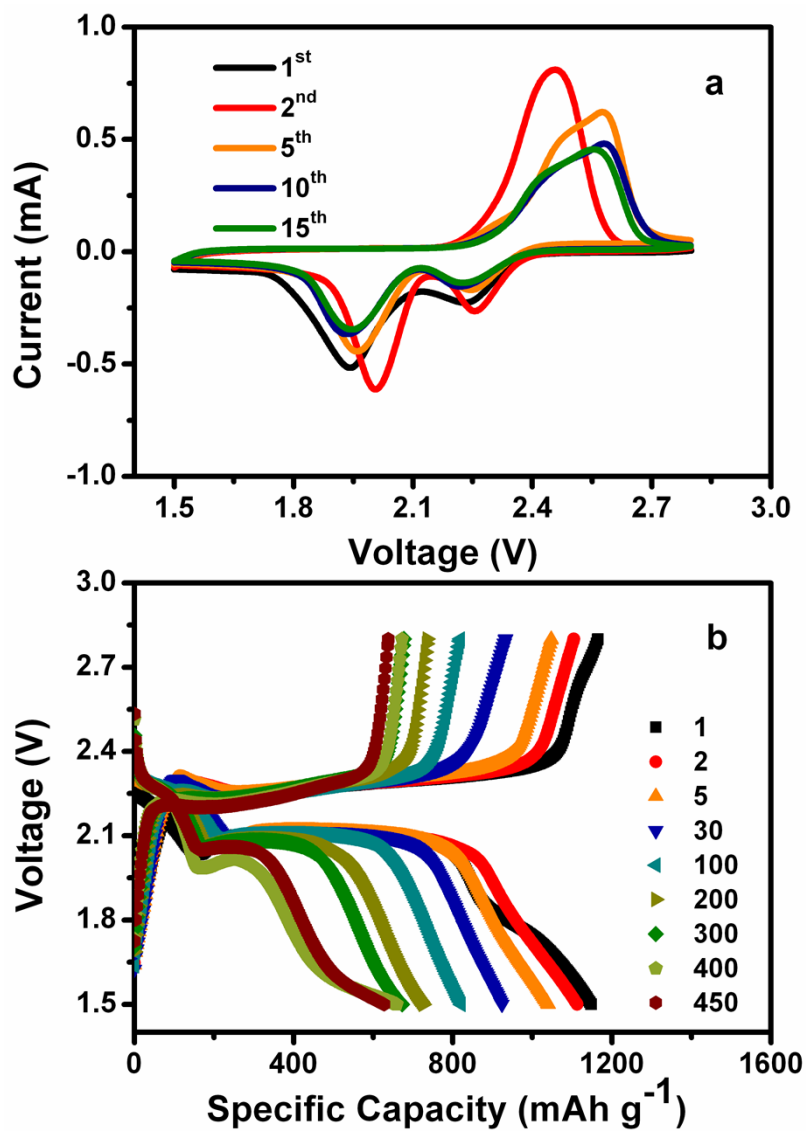 1.0
0.5
0.0
-0.5
-1.0
Current (mA)
1st
2nd
5th
10th
15th
a
1.5 1.8 2.1 2.4 2.7 3.0
Voltage (V)
3.0
2.7
2.4
2.1
1.8
1.5
Voltage (V)
b
1
2
5
30
100
200
300
400
450
0 400 800 1200 1600
Specific Capacity (mAh g-1)